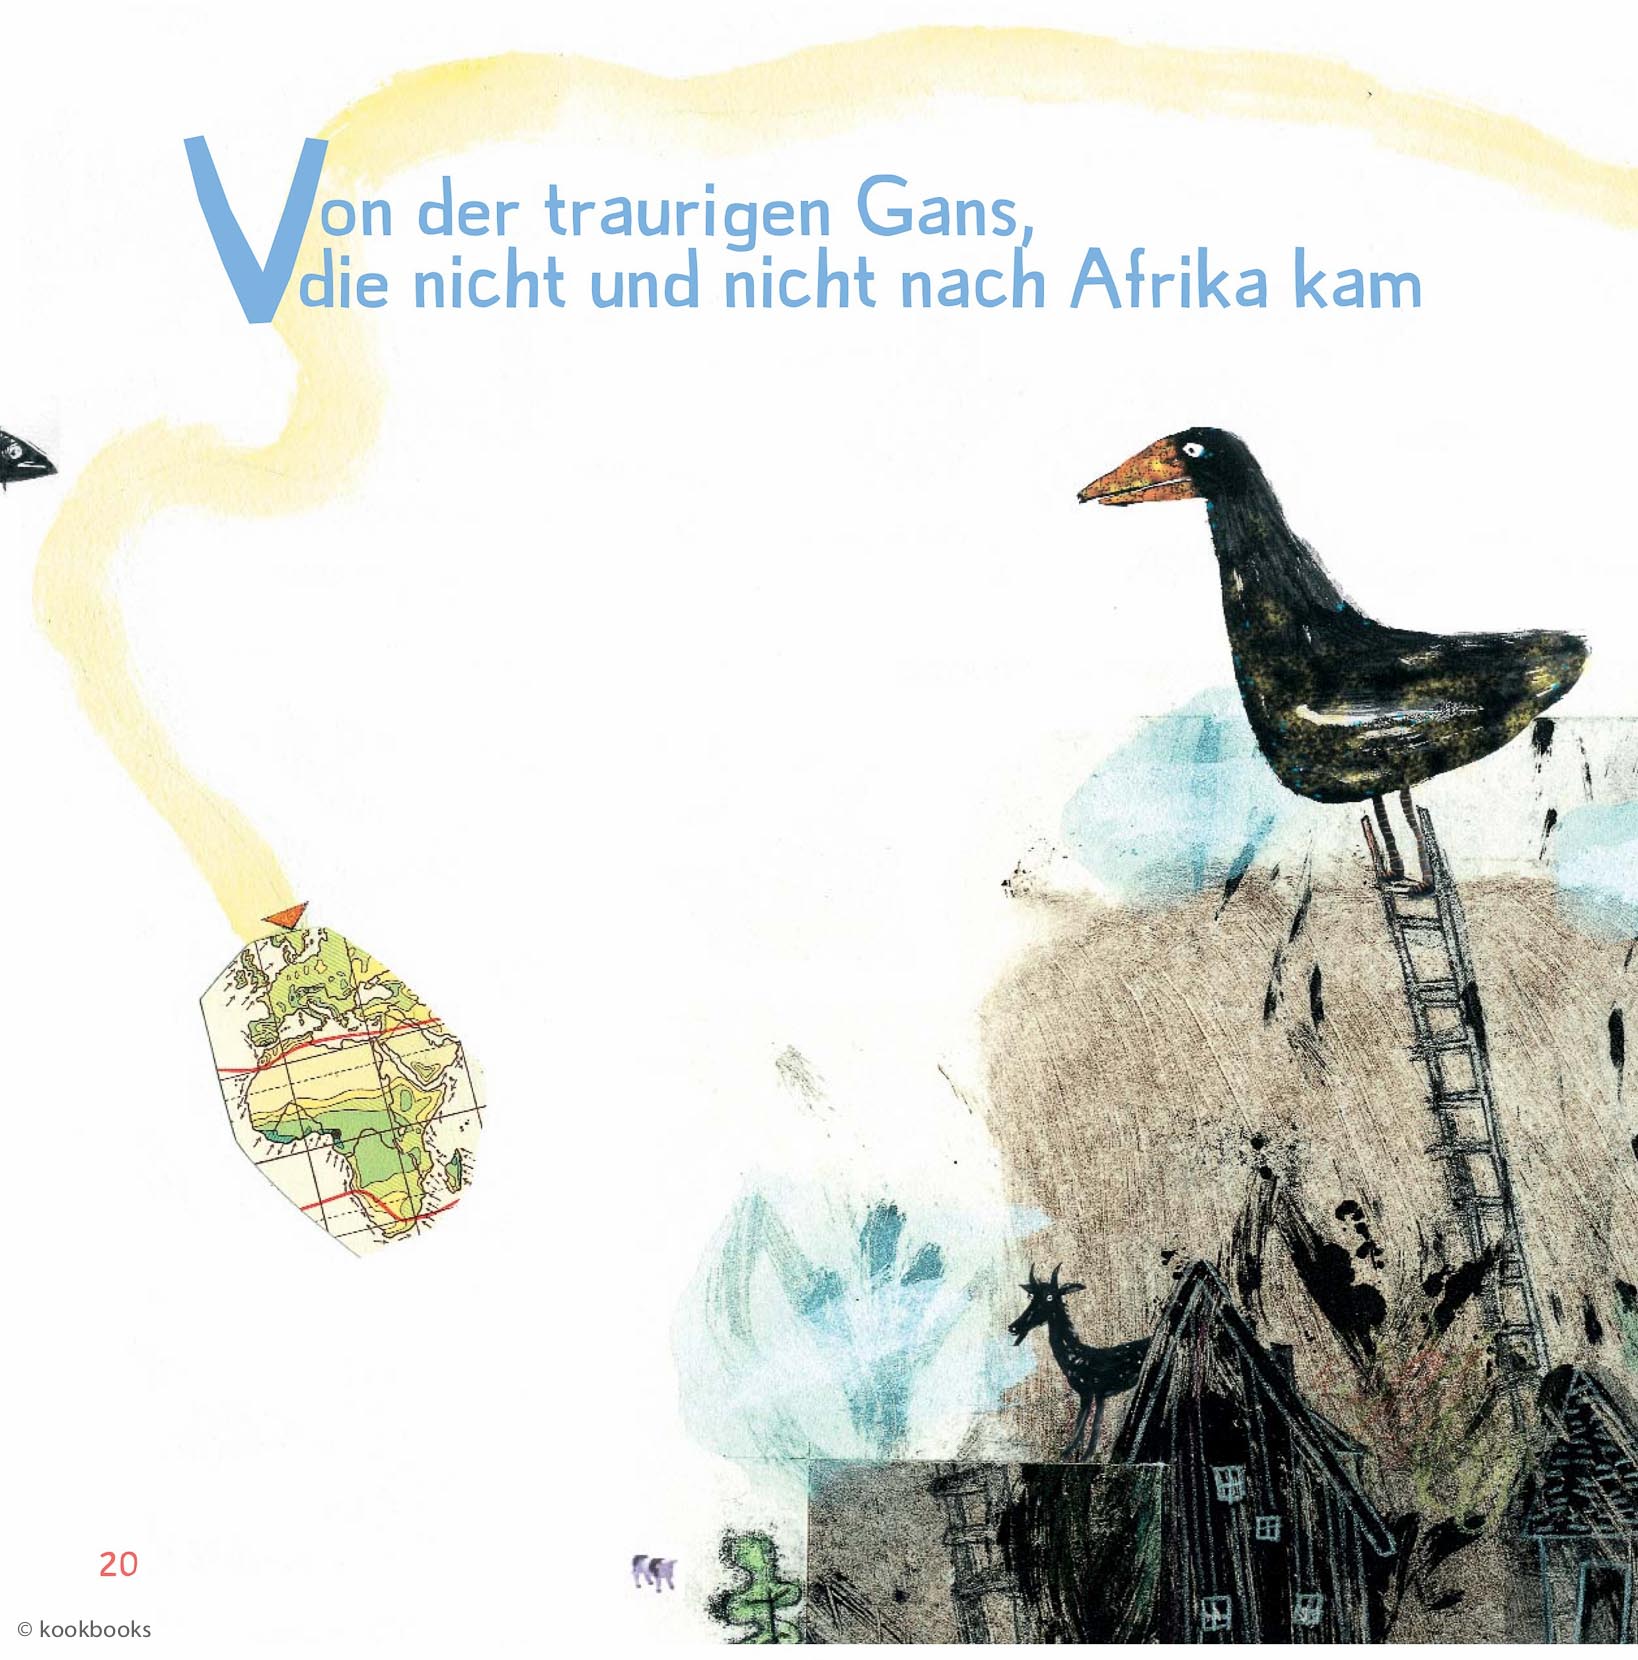 Von der traurigen Gans,
die nicht und nicht nach Afrika kam
20
© kookbooks